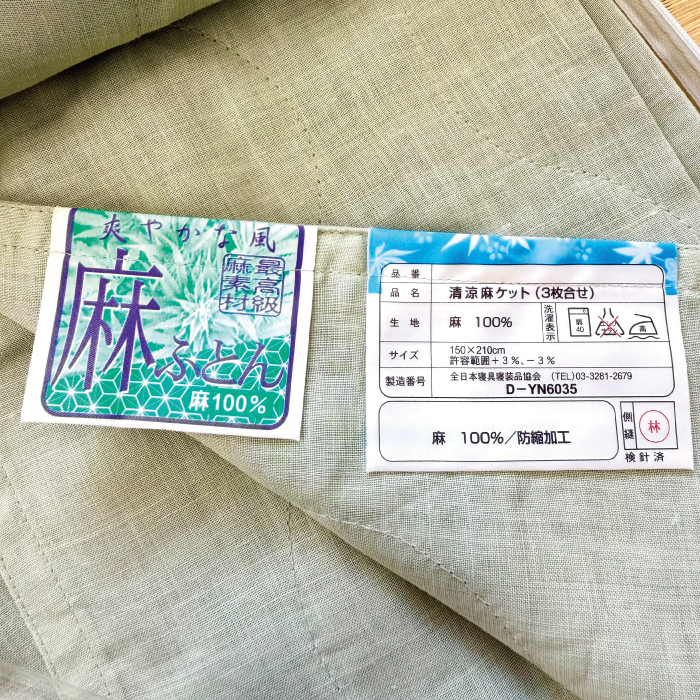 爽やかな風
最高級
麻素材
麻
ふとん
麻100%
品番
品名 清涼麻ケット(3枚合せ)
生地 麻 100% 洗濯表示 弱 40 高
サイズ 150×210cm
許容範囲+3%、-3%
製造番号 全日本寝具寝装品協会 (TEL)03-3281-2679
D-YN6035
麻 100%/防縮加工
側縫 林
検針済